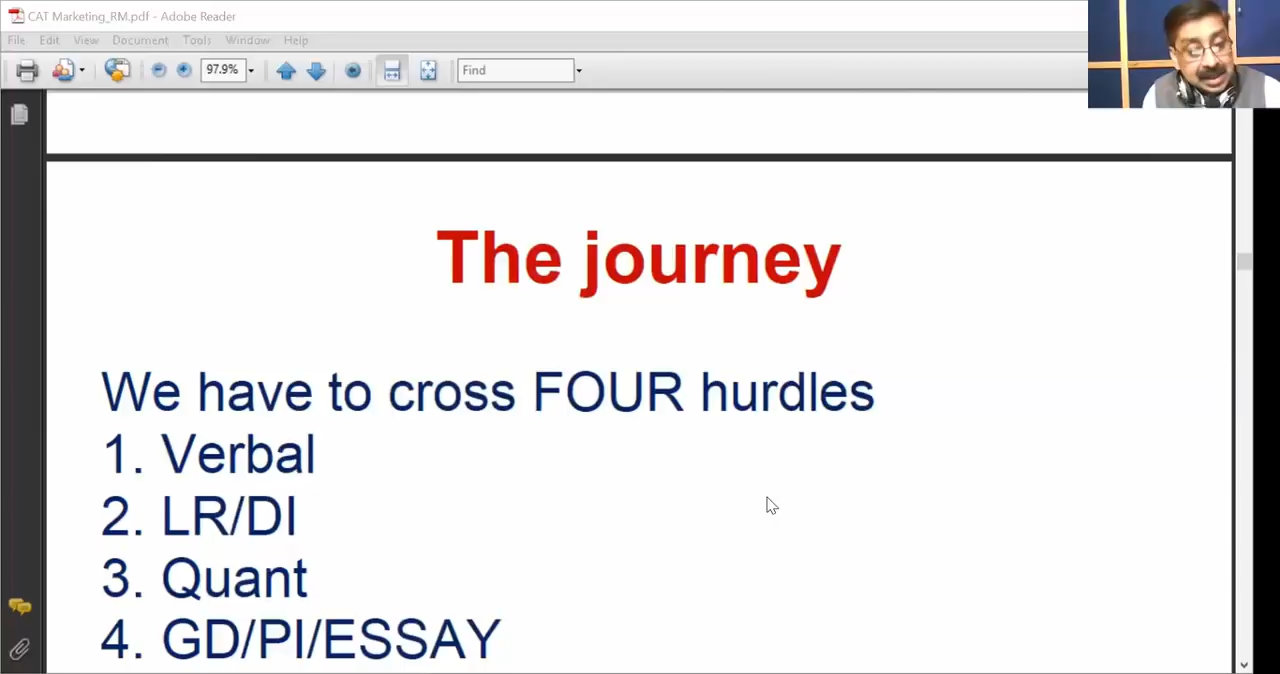 CAT Marketing_RM.pdf - Adobe Reader
File Edit View Document Tools Window Help
97.9% Find
The journey
We have to cross FOUR hurdles
1. Verbal
2. LR/DI
3. Quant
4. GD/PI/ESSAY